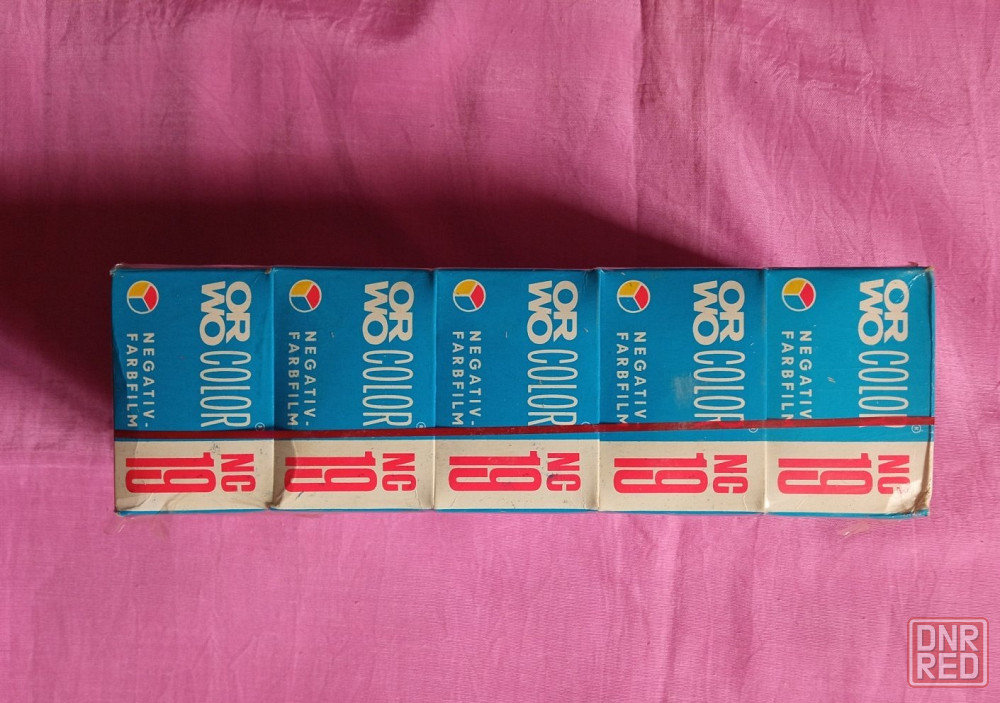 ORWO COLOR
NEGATIV-
FARBFILM
NC
19
ORWO COLOR
NEGATIV-
FARBFILM
NC
19
ORWO COLOR
NEGATIV-
FARBFILM
NC
19
ORWO COLOR
NEGATIV-
FARBFILM
NC
19
ORWO COLOR
NEGATIV-
FARBFILM
NC
19
DNR
RED